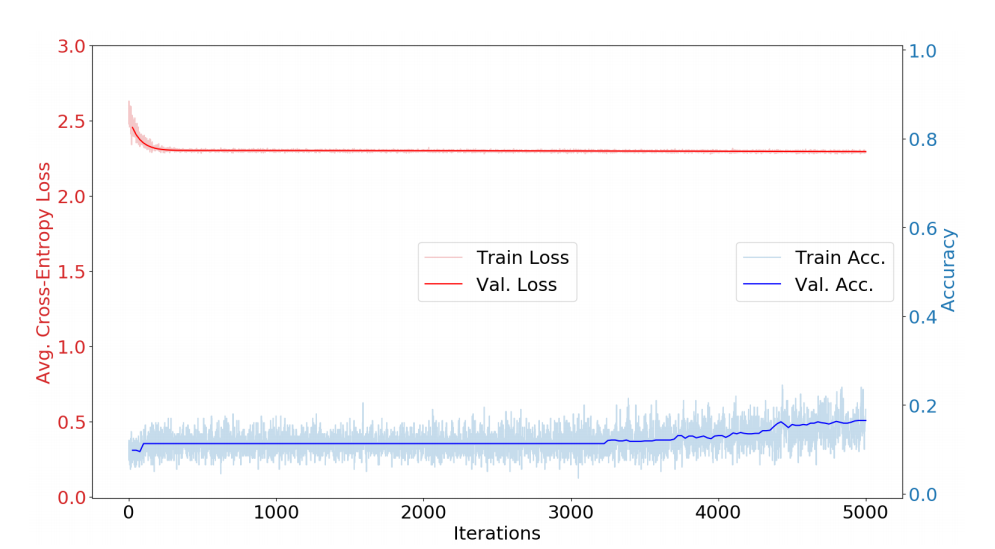 3.0
2.5
2.0
1.5
1.0
0.5
0.0
Avg. Cross-Entropy Loss
Train Loss
Val. Loss
Train Acc.
Val. Acc.
1.0
0.8
0.6
0.4
0.2
0.0
Accuracy
0 1000 2000 3000 4000 5000
Iterations